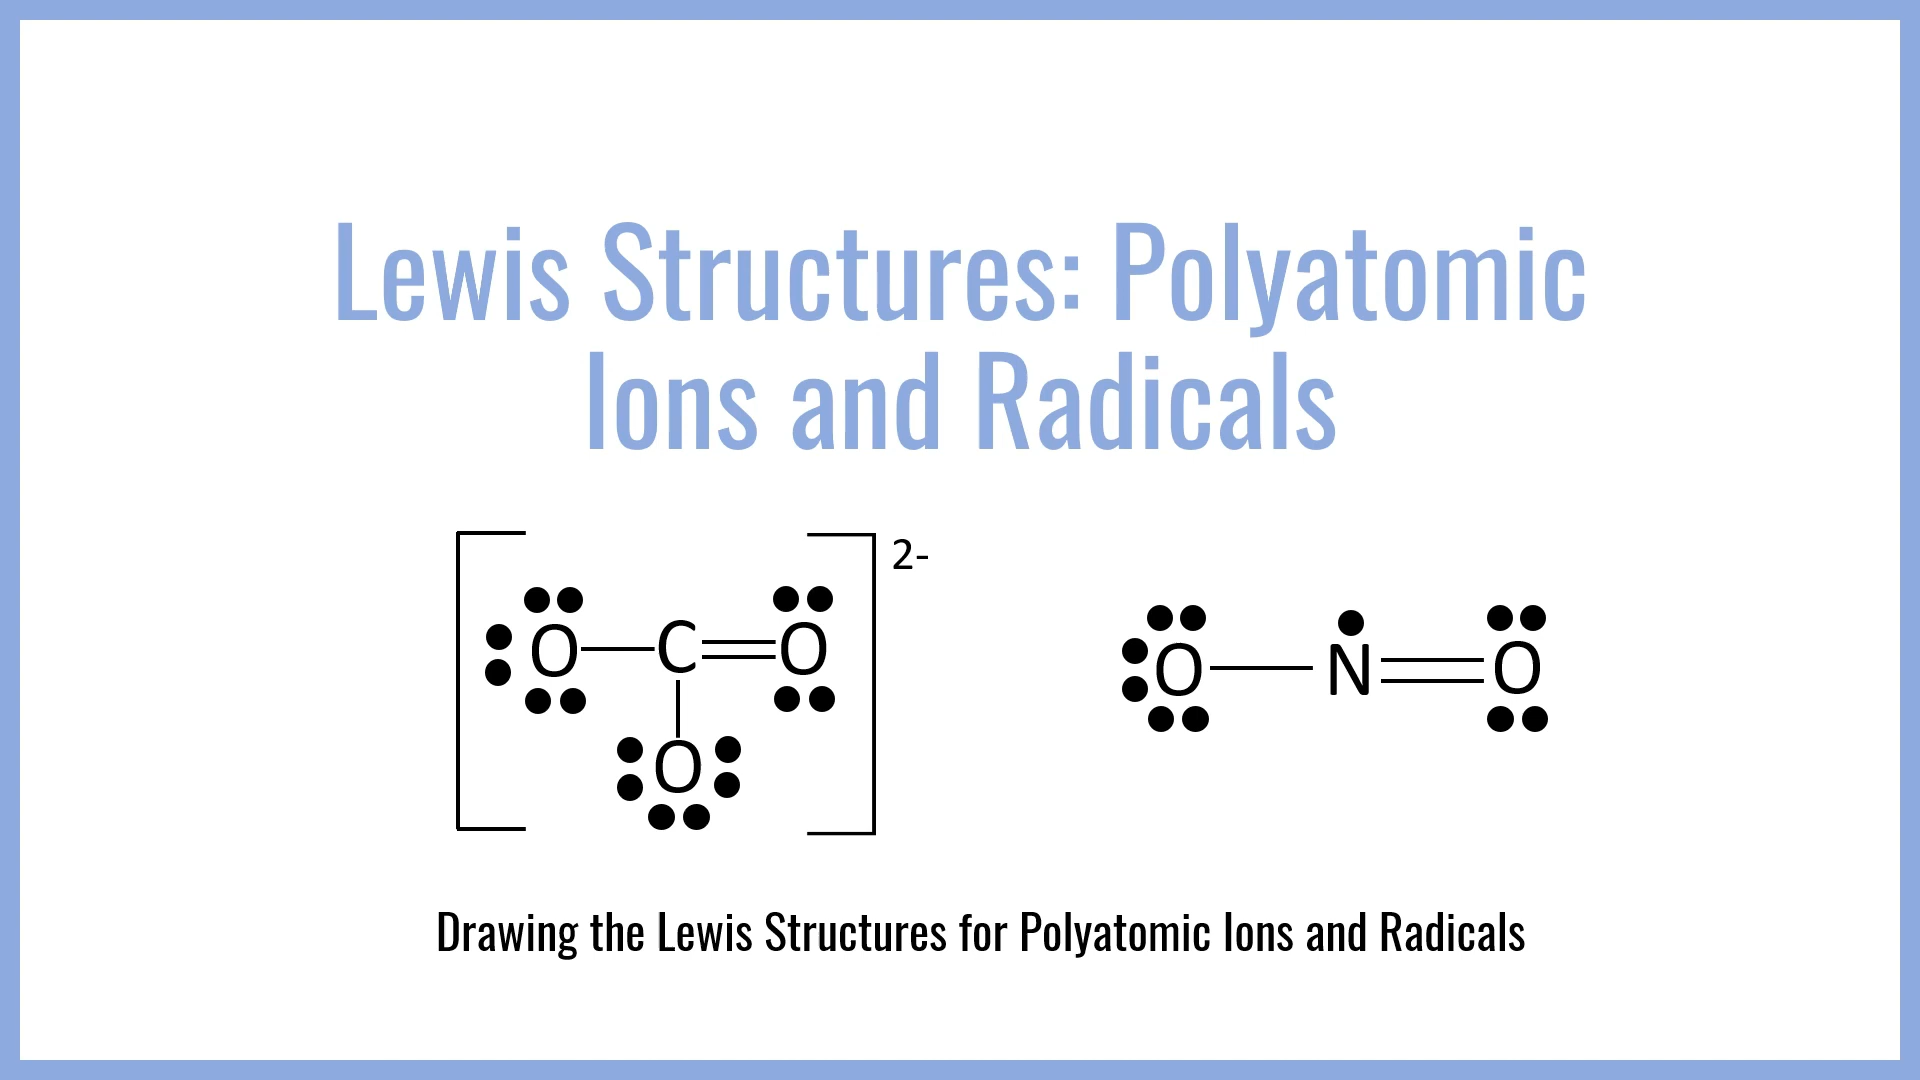 Lewis Structures: Polyatomic
Ions and Radicals
2-
O C O
O
O N O
Drawing the Lewis Structures for Polyatomic Ions and Radicals